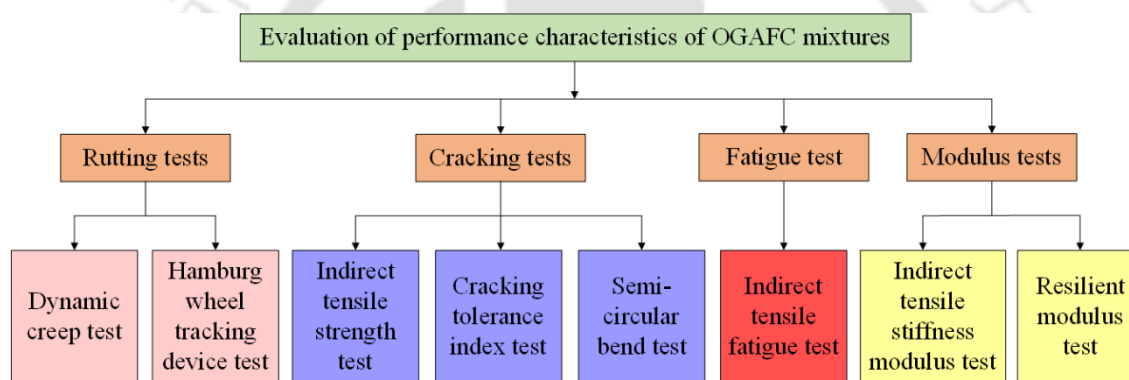 Evaluation of performance characteristics of OGAFC mixtures
Rutting tests
Cracking tests
Fatigue test
Modulus tests
Dynamic
creep test
Hamburg
wheel
tracking
device test
Indirect
tensile
strength
test
Cracking
tolerance
index test
Semi-
circular
bend test
Indirect
tensile
fatigue test
Indirect
tensile
stiffness
modulus test
Resilient
modulus
test